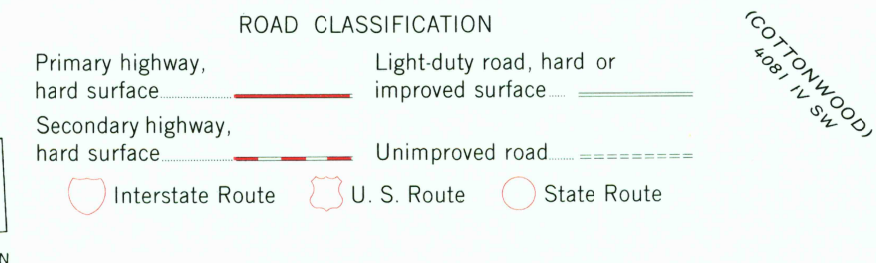 ROAD CLASSIFICATION
Primary highway,
hard surface
Light-duty road, hard or
improved surface
Secondary highway,
hard surface
Unimproved road
Interstate Route
U. S. Route
State Route
(COTTONWOOD)
4081 IV SW
N